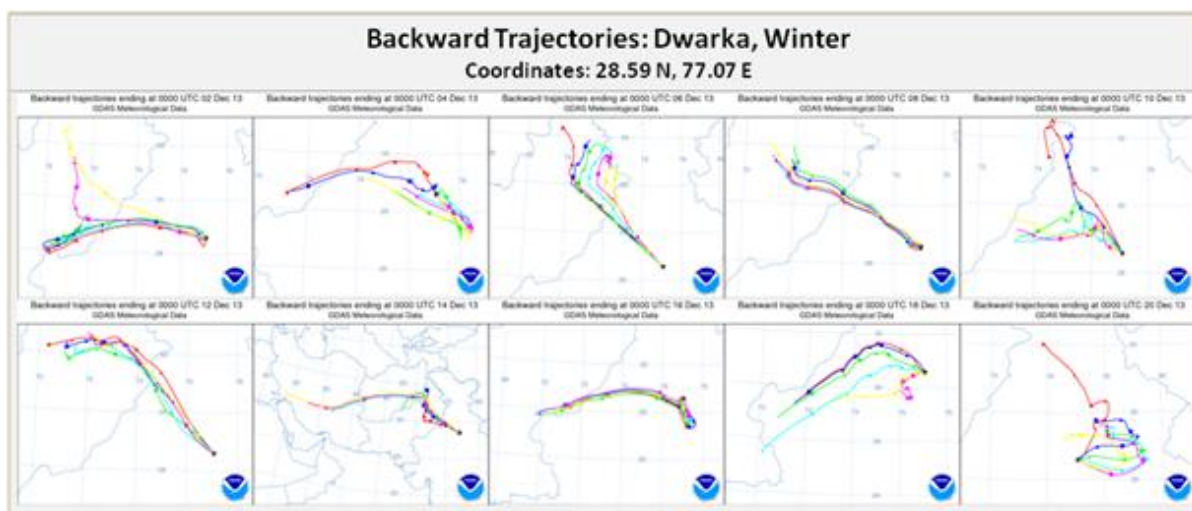 Backward Trajectories: Dwarka, Winter
Coordinates: 28.59 N, 77.07 E
Backward trajectories ending at 0000 UTC 02 Dec 13
GDAS Meteorological Data
Backward trajectories ending at 0000 UTC 04 Dec 13
GDAS Meteorological Data
Backward trajectories ending at 0000 UTC 06 Dec 13
GDAS Meteorological Data
Backward trajectories ending at 0000 UTC 08 Dec 13
GDAS Meteorological Data
Backward trajectories ending at 0000 UTC 10 Dec 13
GDAS Meteorological Data
Backward trajectories ending at 0000 UTC 12 Dec 13
GDAS Meteorological Data
Backward trajectories ending at 0000 UTC 14 Dec 13
GDAS Meteorological Data
Backward trajectories ending at 0000 UTC 16 Dec 13
GDAS Meteorological Data
Backward trajectories ending at 0000 UTC 18 Dec 13
GDAS Meteorological Data
Backward trajectories ending at 0000 UTC 20 Dec 13
GDAS Meteorological Data